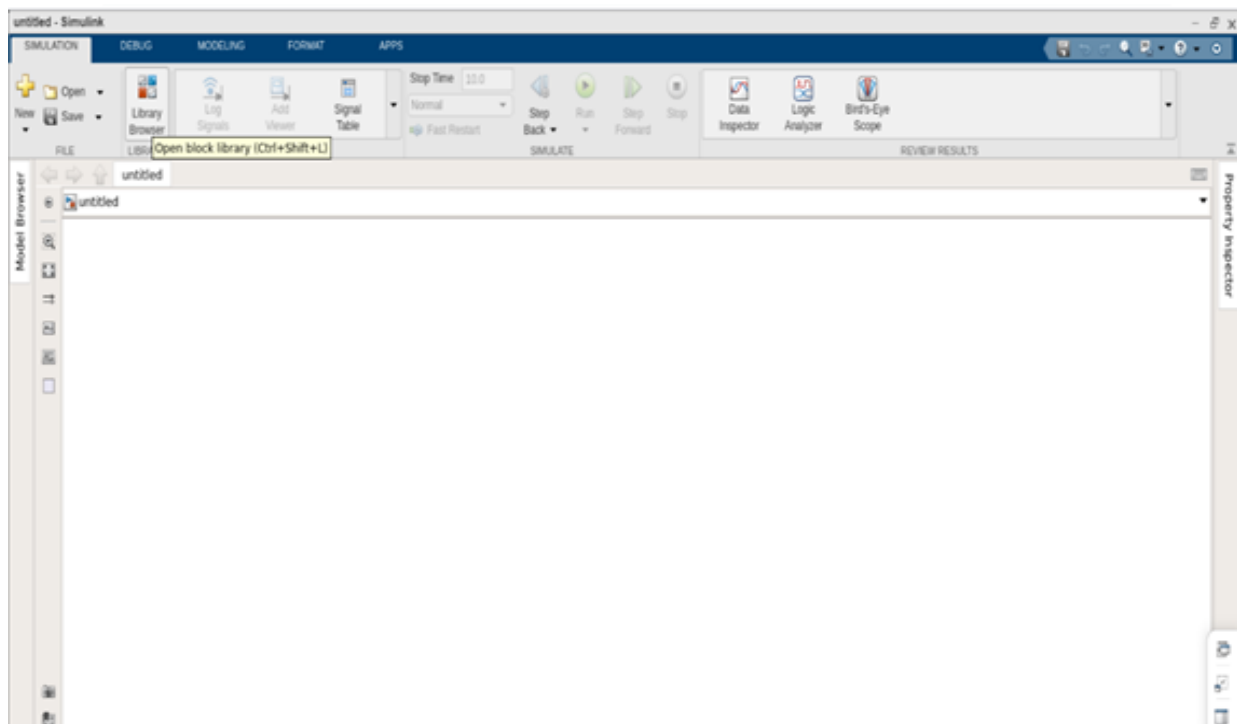 untitled - Simulink
SIMULATION DEBUG MODELING FORMAT APPS
New
Open
Save
FILE
Library Browser
LIBRA
Open block library (Ctrl+Shift+L)
Log Signals
Add Viewer
Signal Table
Stop Time 10.0
Normal
Fast Restart
Step Back
Run
Step Forward
Stop
SIMULATE
Data Inspector
Logic Analyzer
Bird's-Eye Scope
REVIEW RESULTS
Model Browser
untitled
untitled
Property Inspector